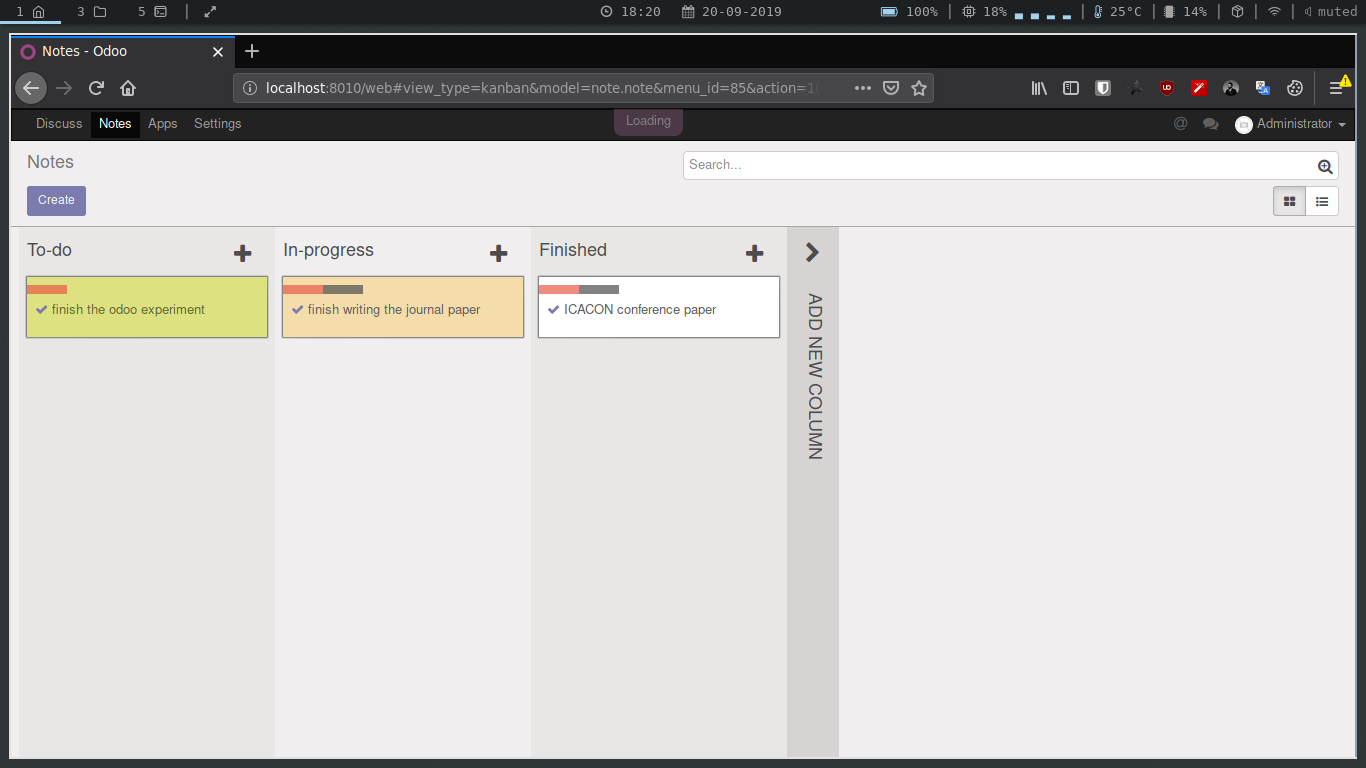 1 3 5 18:20 20-09-2019 100% 18% 25°C 14% muted
Notes - Odoo
localhost:8010/web#view_type=kanban&model=note.note&menu_id=85&action=1
Discuss Notes Apps Settings Loading @ Administrator
Notes Search...
Create
To-do In-progress Finished
finish the odoo experiment finish writing the journal paper ICACON conference paper
ADD NEW COLUMN